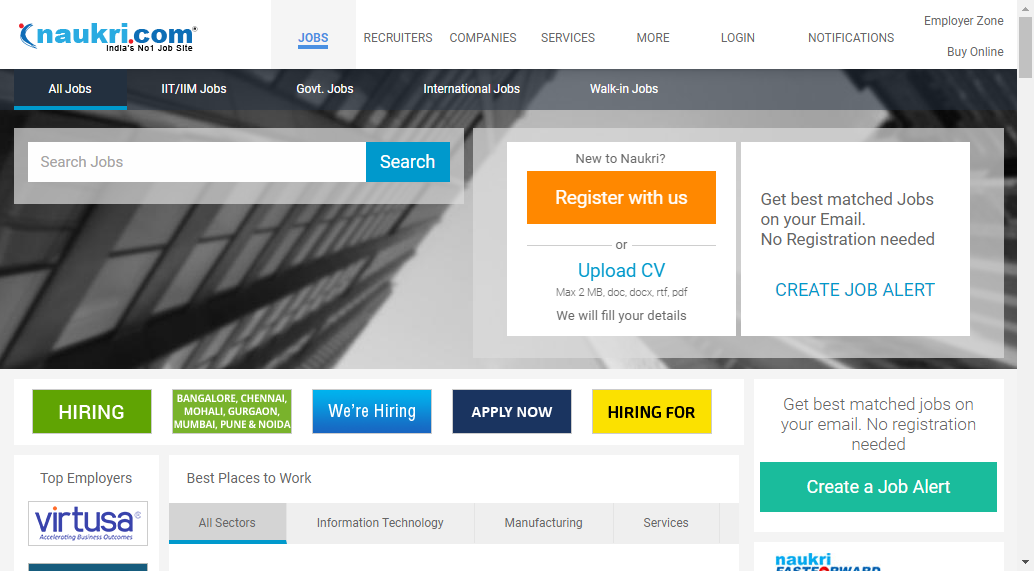 naukri.com
India's No1 Job Site
JOBS
RECRUITERS
COMPANIES
SERVICES
MORE
LOGIN
NOTIFICATIONS
Employer Zone
Buy Online
All Jobs
IIT/IIM Jobs
Govt. Jobs
International Jobs
Walk-in Jobs
Search Jobs
Search
New to Naukri?
Register with us
or
Upload CV
Max 2 MB, doc, docx, rtf, pdf
We will fill your details
Get best matched Jobs
on your Email.
No Registration needed
CREATE JOB ALERT
HIRING
BANGALORE, CHENNAI,
MOHALI, GURGAON,
MUMBAI, PUNE & NOIDA
We're Hiring
APPLY NOW
HIRING FOR
Get best matched jobs on
your email. No registration
needed
Create a Job Alert
Top Employers
virtusa
Accelerating Business Outcomes
Best Places to Work
All Sectors
Information Technology
Manufacturing
Services
naukri
FASTFORWARD